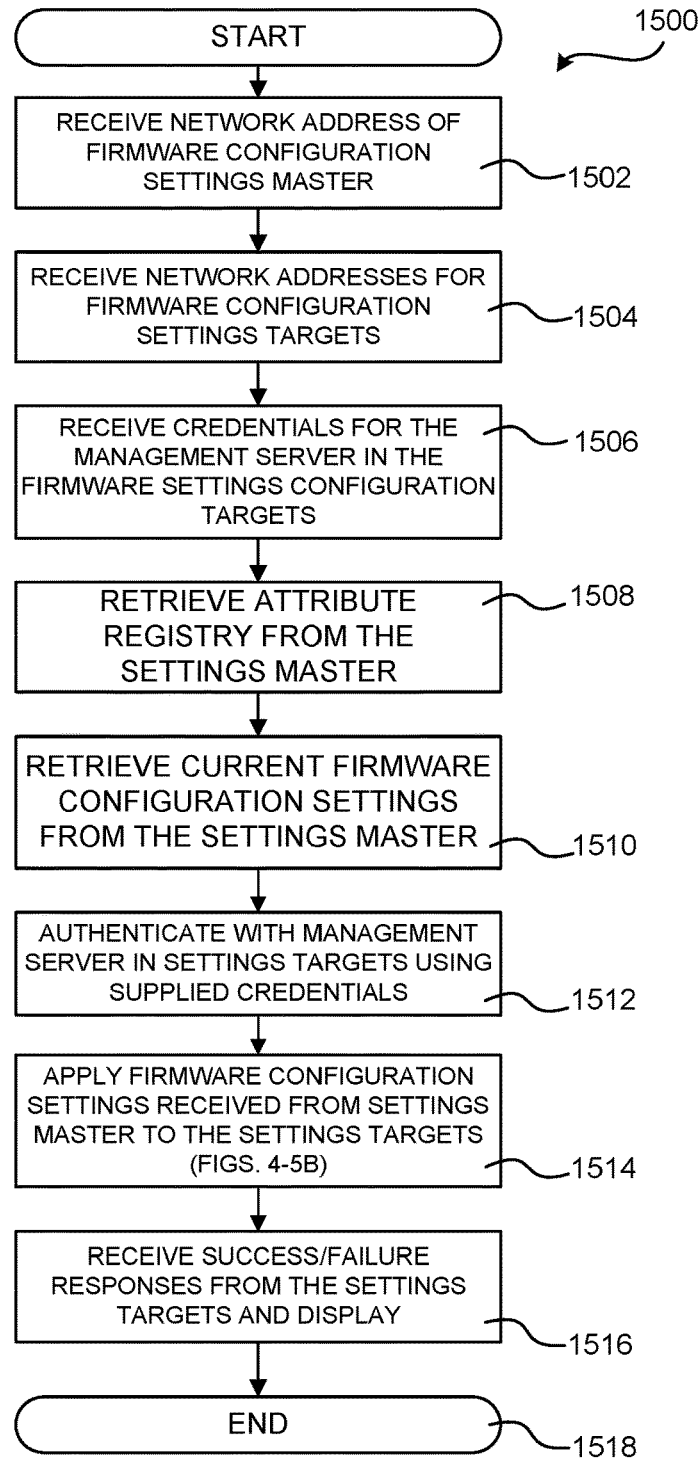 START
1500
RECEIVE NETWORK ADDRESS OF
FIRMWARE CONFIGURATION
SETTINGS MASTER
1502
RECEIVE NETWORK ADDRESSES FOR
FIRMWARE CONFIGURATION
SETTINGS TARGETS
1504
RECEIVE CREDENTIALS FOR THE
MANAGEMENT SERVER IN THE
FIRMWARE SETTINGS CONFIGURATION
TARGETS
1506
RETRIEVE ATTRIBUTE
REGISTRY FROM THE
SETTINGS MASTER
1508
RETRIEVE CURRENT FIRMWARE
CONFIGURATION SETTINGS
FROM THE SETTINGS MASTER
1510
AUTHENTICATE WITH MANAGEMENT
SERVER IN SETTINGS TARGETS USING
SUPPLIED CREDENTIALS
1512
APPLY FIRMWARE CONFIGURATION
SETTINGS RECEIVED FROM SETTINGS
MASTER TO THE SETTINGS TARGETS
(FIGS. 4-5B)
1514
RECEIVE SUCCESS/FAILURE
RESPONSES FROM THE SETTINGS
TARGETS AND DISPLAY
1516
END
1518